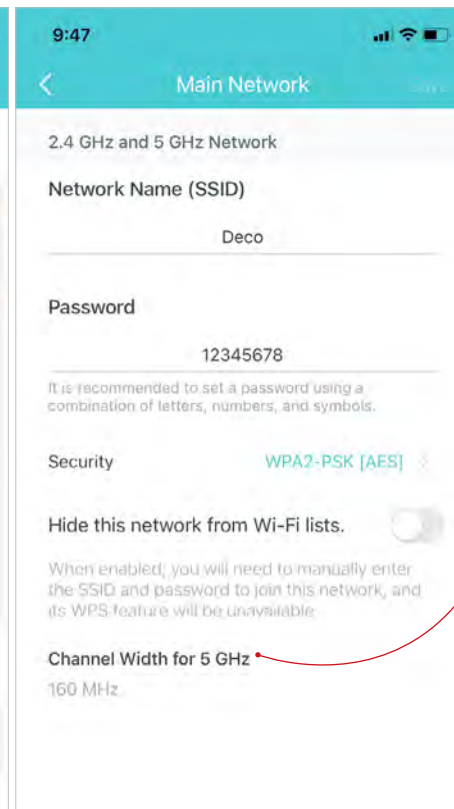 9:47
Main Network
2.4 GHz and 5 GHz Network
Network Name (SSID)
Deco
Password
12345678
It is recommended to set a password using a
combination of letters, numbers, and symbols.
Security WPA2-PSK [AES]
Hide this network from Wi-Fi lists.
When enabled, you will need to manually enter
the SSID and password to join this network, and
its WPS feature will be unavailable
Channel Width for 5 GHz
160 MHz